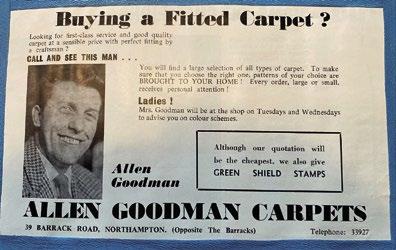 Buying a Fitted Carpet ?
Looking for first-class service and good quality
carpet at a sensible price with perfect fitting by
a craftsman ?
CALL AND SEE THIS MAN . . .
You will find a large selection of all types of carpet. To make
sure that you choose the right one, patterns of your choice are
BROUGHT TO YOUR HOME ! Every order, large or small,
receives personal attention !
Ladies !
Mrs. Goodman will be at the shop on Tuesdays and Wednesdays
to advise you on colour schemes.
Allen
Goodman
Although our quotation will
be the cheapest, we also give
GREEN SHIELD STAMPS
ALLEN GOODMAN CARPETS
39 BARRACK ROAD, NORTHAMPTON. (Opposite The Barracks) Telephone: 33927